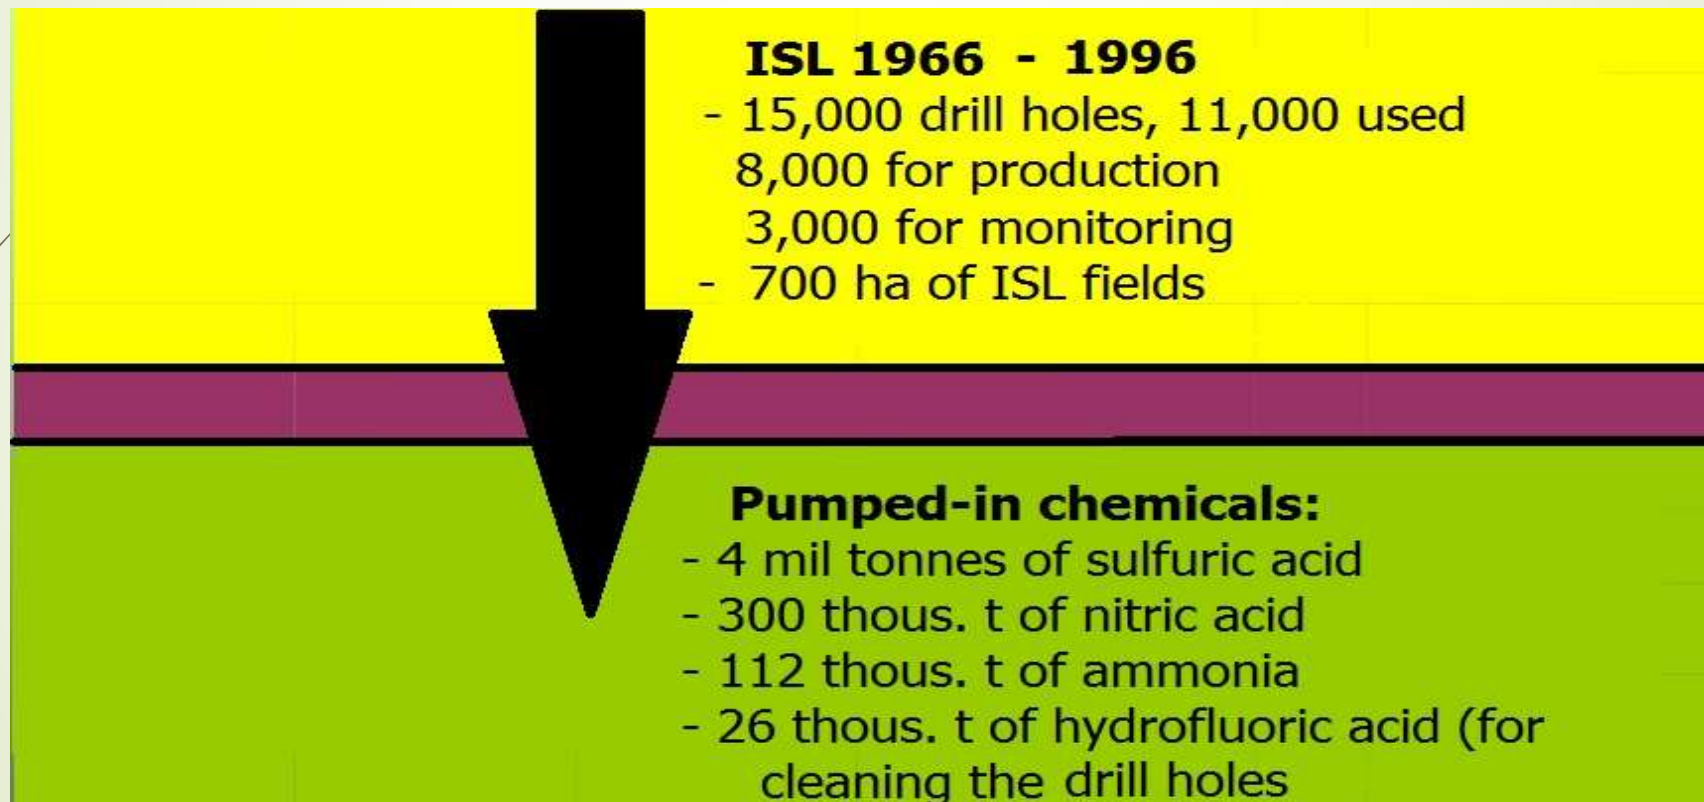 ISL 1966 - 1996
- 15,000 drill holes, 11,000 used
8,000 for production
3,000 for monitoring
- 700 ha of ISL fields
Pumped-in chemicals:
- 4 mil tonnes of sulfuric acid
- 300 thous. t of nitric acid
- 112 thous. t of ammonia
- 26 thous. t of hydrofluoric acid (for
cleaning the drill holes